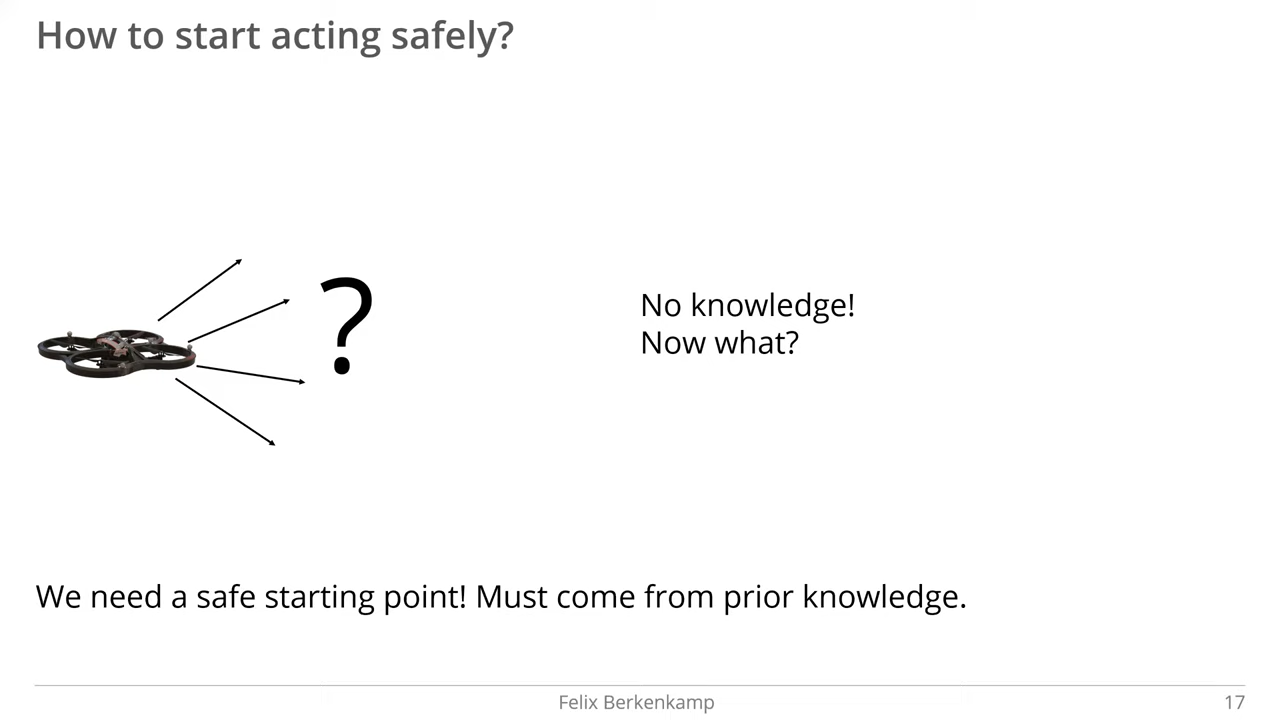 How to start acting safely?
?
No knowledge!
Now what?
We need a safe starting point! Must come from prior knowledge.
Felix Berkenkamp
17